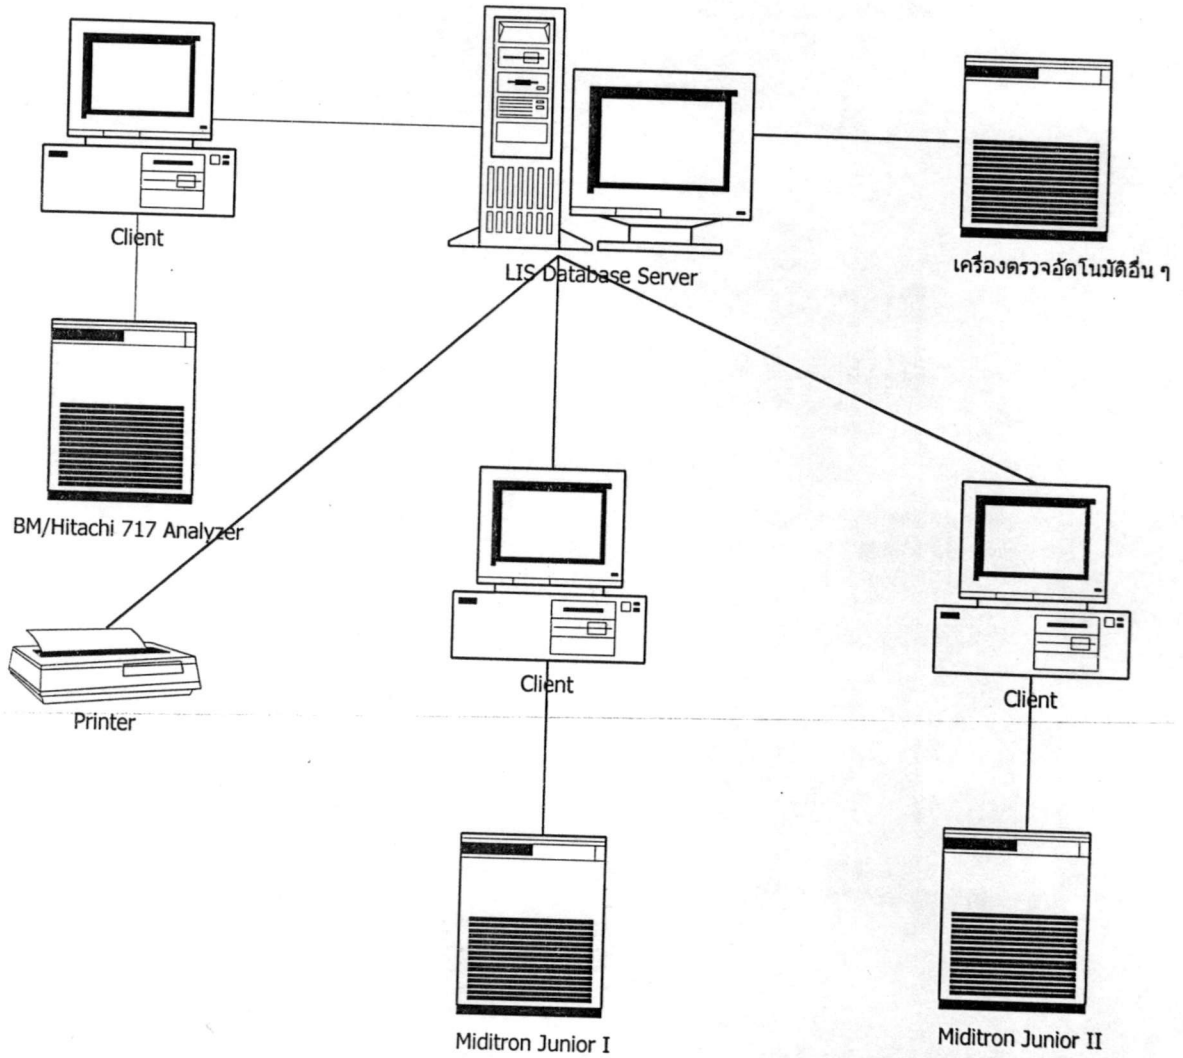 Client
LIS Database Server
เครื่องตรวจอัตโนมัติอื่น ๆ
BM/Hitachi 717 Analyzer
Client
Client
Printer
Miditron Junior I
Miditron Junior II